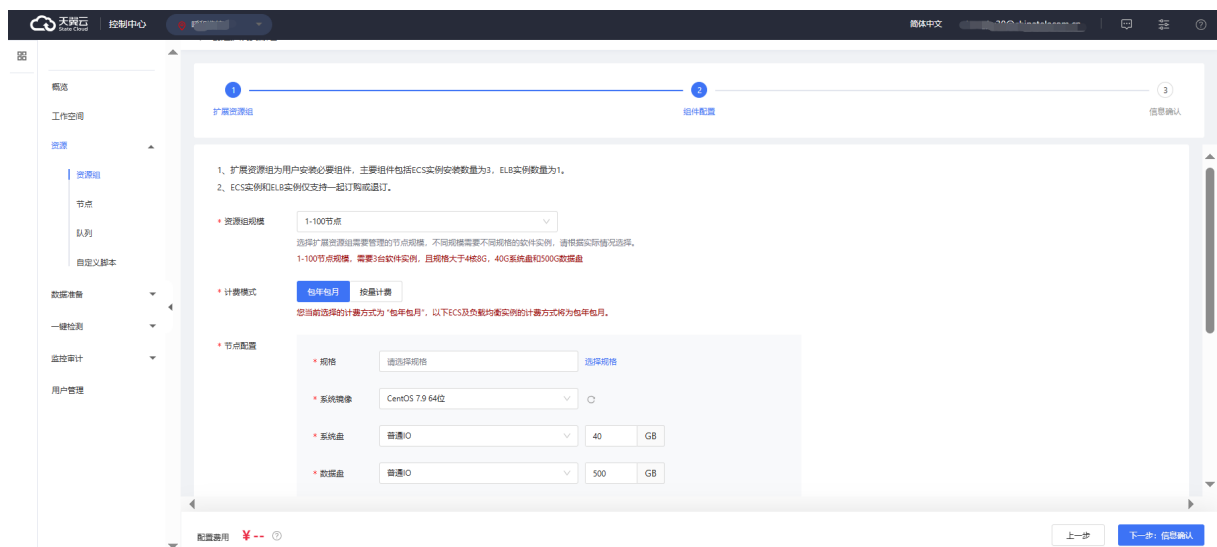 天翼云
State Cloud
控制中心
简体中文
概览
工作空间
资源
资源组
节点
队列
自定义脚本
数据准备
一键检测
监控审计
用户管理
1
2
3
扩展资源组
组件配置
信息确认
1、扩展资源组为用户安装必要组件，主要组件包括ECS实例安装数量为3，ELB实例数量为1。
2、ECS实例和ELB实例仅支持一起订购或退订。
* 资源组规模
1-100节点
选择扩展资源组需要管理的节点规模，不同规模需要不同规格的软件实例，请根据实际情况选择。
1-100节点规模，需要3台软件实例，且规格大于4核8G，40G系统盘和500G数据盘
* 计费模式
包年包月
按量计费
您当前选择的计费方式为 "包年包月"，以下ECS及负载均衡实例的计费方式将为包年包月。
* 节点配置
* 规格
请选择规格
选择规格
* 系统镜像
CentOS 7.9 64位
* 系统盘
普通IO
40
GB
* 数据盘
普通IO
500
GB
配置费用
¥ --
上一步
下一步：信息确认